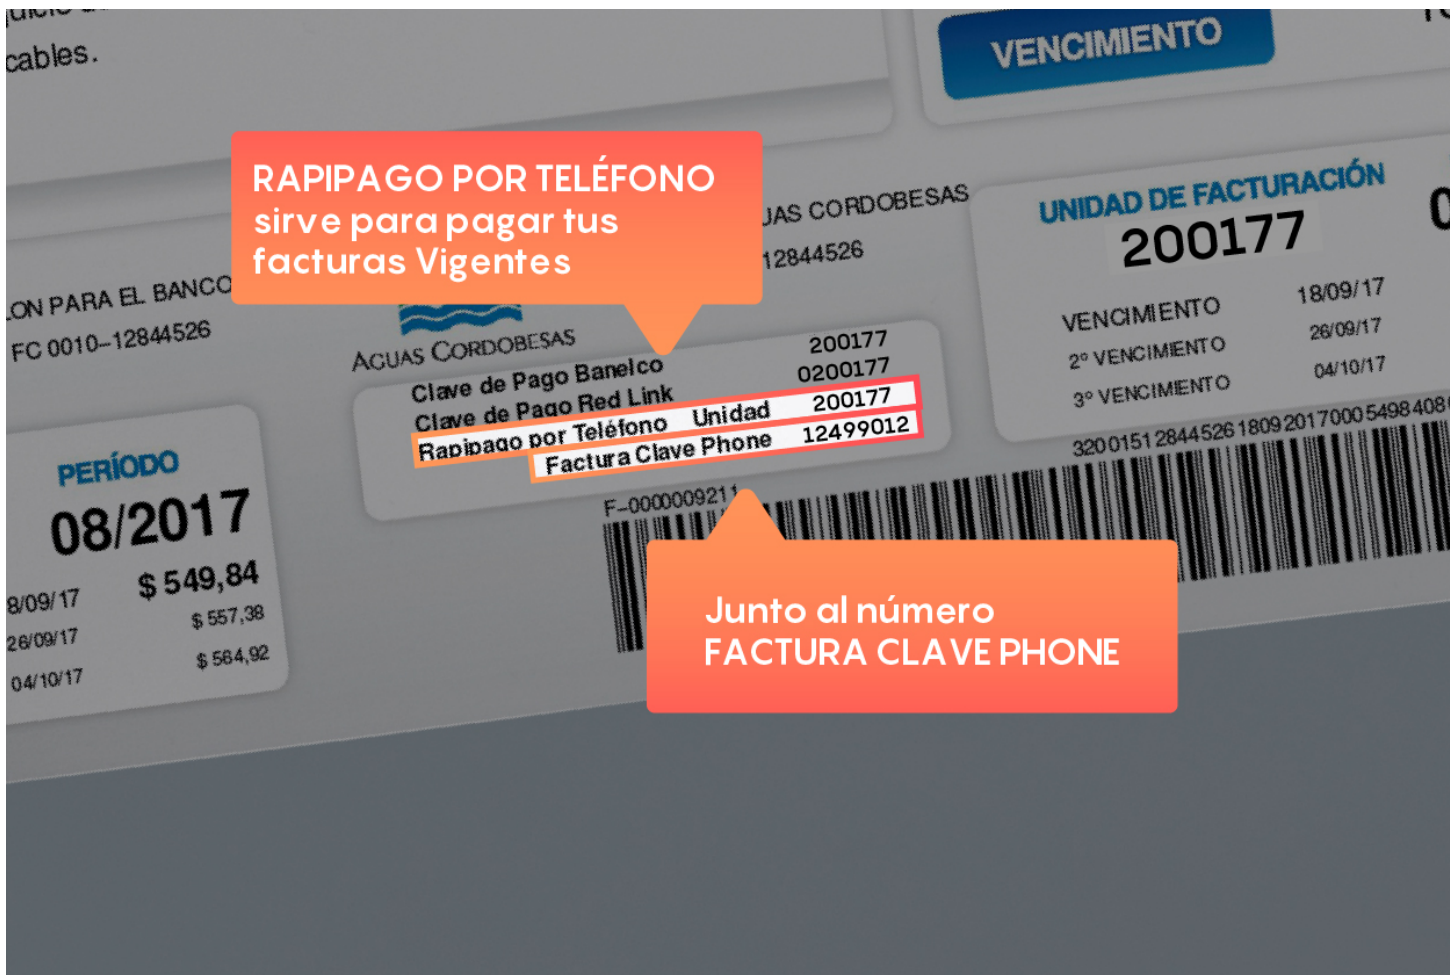 cables.
VENCIMIENTO
RAPIPAGO POR TELÉFONO
sirve para pagar tus
facturas Vigentes
CORDOBESAS
12844526
UNIDAD DE FACTURACIÓN
200177
VENCIMIENTO 18/09/17
2º VENCIMIENTO 26/09/17
3º VENCIMIENTO 04/10/17
PARA EL BANCO
FC 0010-12844526
AGUAS CORDOBESAS
Clave de Pago Banelco 200177
Clave de Pago Red Link 0200177
Rapipago por Teléfono Unidad 200177
Factura Clave Phone 12499012
PERÍODO
08/2017
8/09/17 $ 549,84
26/09/17 $ 557,38
04/10/17 $ 564,92
F-0000009211
Junto al número
FACTURA CLAVE PHONE